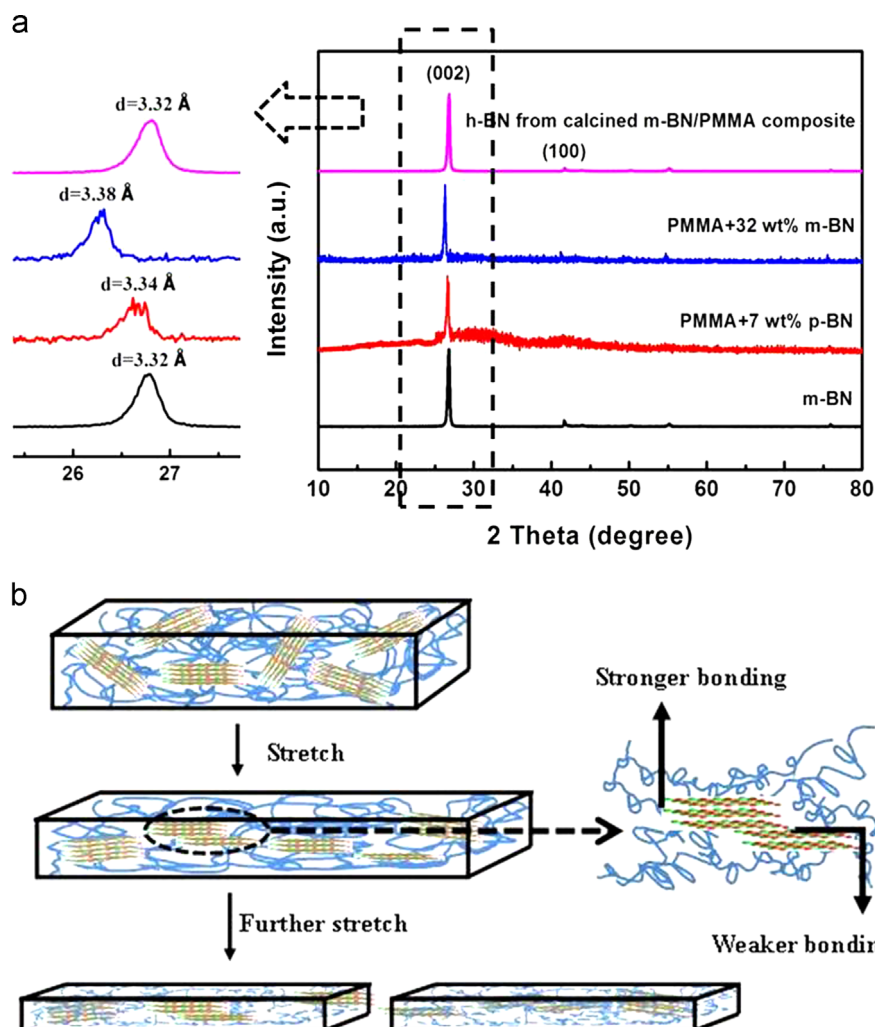 a
d=3.32 Å
d=3.38 Å
d=3.34 Å
d=3.32 Å
26 27
Intensity (a.u.)
(002)
h-BN from calcined m-BN/PMMA composite
(100)
PMMA+32 wt% m-BN
PMMA+7 wt% p-BN
m-BN
10 20 30 40 50 60 70 80
2 Theta (degree)
b
Stretch
Further stretch
Stronger bonding
Weaker bondin